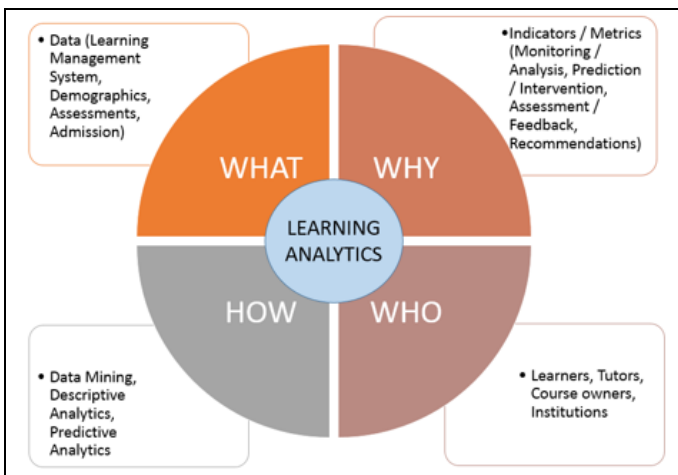 • Data (Learning
Management
System,
Demographics,
Assessments,
Admission)
•Indicators / Metrics
(Monitoring /
Analysis, Prediction
/ Intervention,
Assessment /
Feedback,
Recommendations)
WHAT
WHY
LEARNING
ANALYTICS
HOW
WHO
• Data Mining,
Descriptive
Analytics,
Predictive
Analytics
• Learners, Tutors,
Course owners,
Institutions